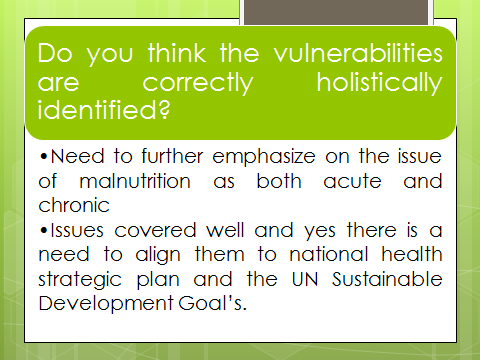 Do you think the vulnerabilities
are correctly holistically
identified?
•Need to further emphasize on the issue
of malnutrition as both acute and
chronic
•Issues covered well and yes there is a
need to align them to national health
strategic plan and the UN Sustainable
Development Goal's.